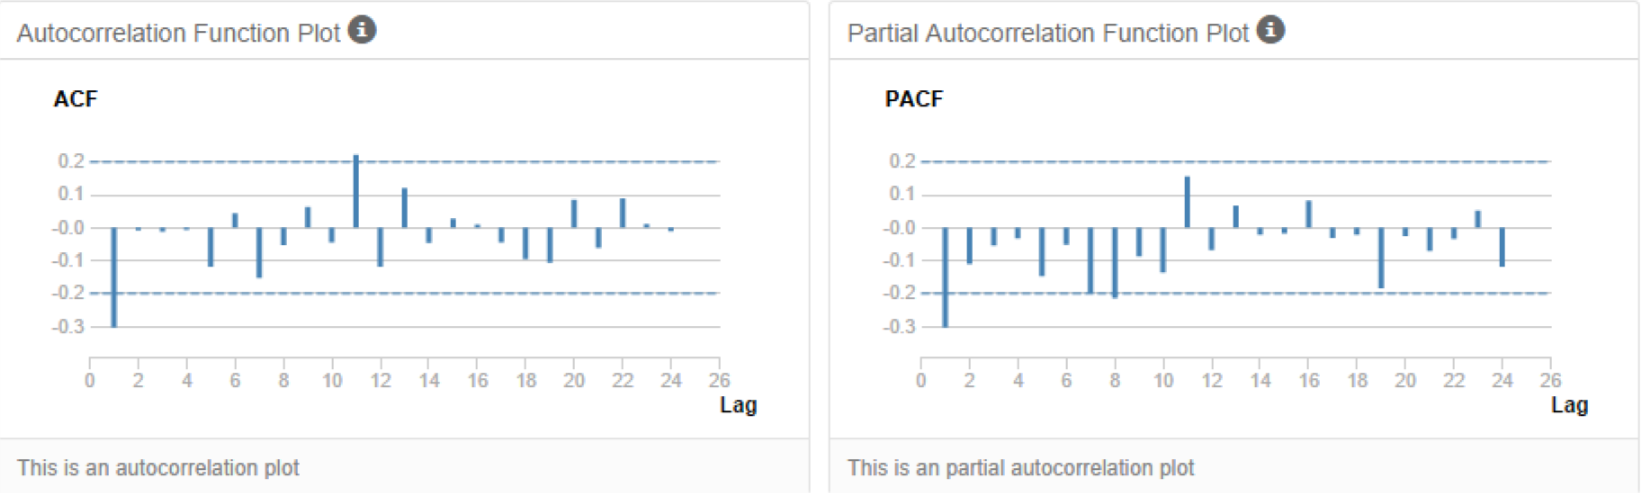 Autocorrelation Function Plot i
ACF
0.2
0.1
-0.0
-0.1
-0.2
-0.3
0 2 4 6 8 10 12 14 16 18 20 22 24 26
Lag
This is an autocorrelation plot
Partial Autocorrelation Function Plot i
PACF
0.2
0.1
-0.0
-0.1
-0.2
-0.3
0 2 4 6 8 10 12 14 16 18 20 22 24 26
Lag
This is an partial autocorrelation plot